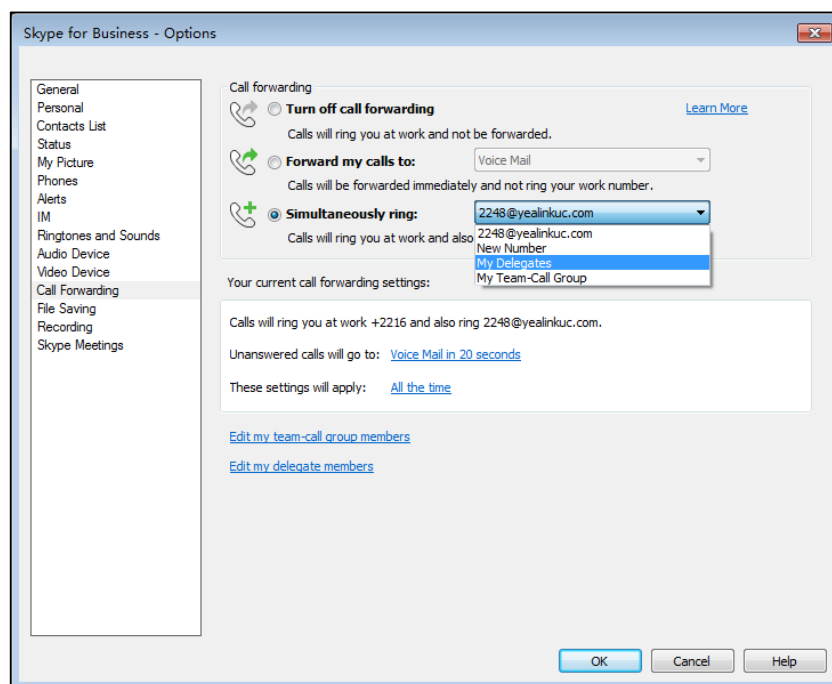 Skype for Business - Options
General
Personal
Contacts List
Status
My Picture
Phones
Alerts
IM
Ringtones and Sounds
Audio Device
Video Device
Call Forwarding
File Saving
Recording
Skype Meetings
Call forwarding
Turn off call forwarding
Learn More
Calls will ring you at work and not be forwarded.
Forward my calls to:
Voice Mail
Calls will be forwarded immediately and not ring your work number.
Simultaneously ring:
2248@yealinkuc.com
Calls will ring you at work and also
2248@yealinkuc.com
New Number
My Delegates
My Team-Call Group
Your current call forwarding settings:
Calls will ring you at work +2216 and also ring 2248@yealinkuc.com.
Unanswered calls will go to: Voice Mail in 20 seconds
These settings will apply: All the time
Edit my team-call group members
Edit my delegate members
OK
Cancel
Help